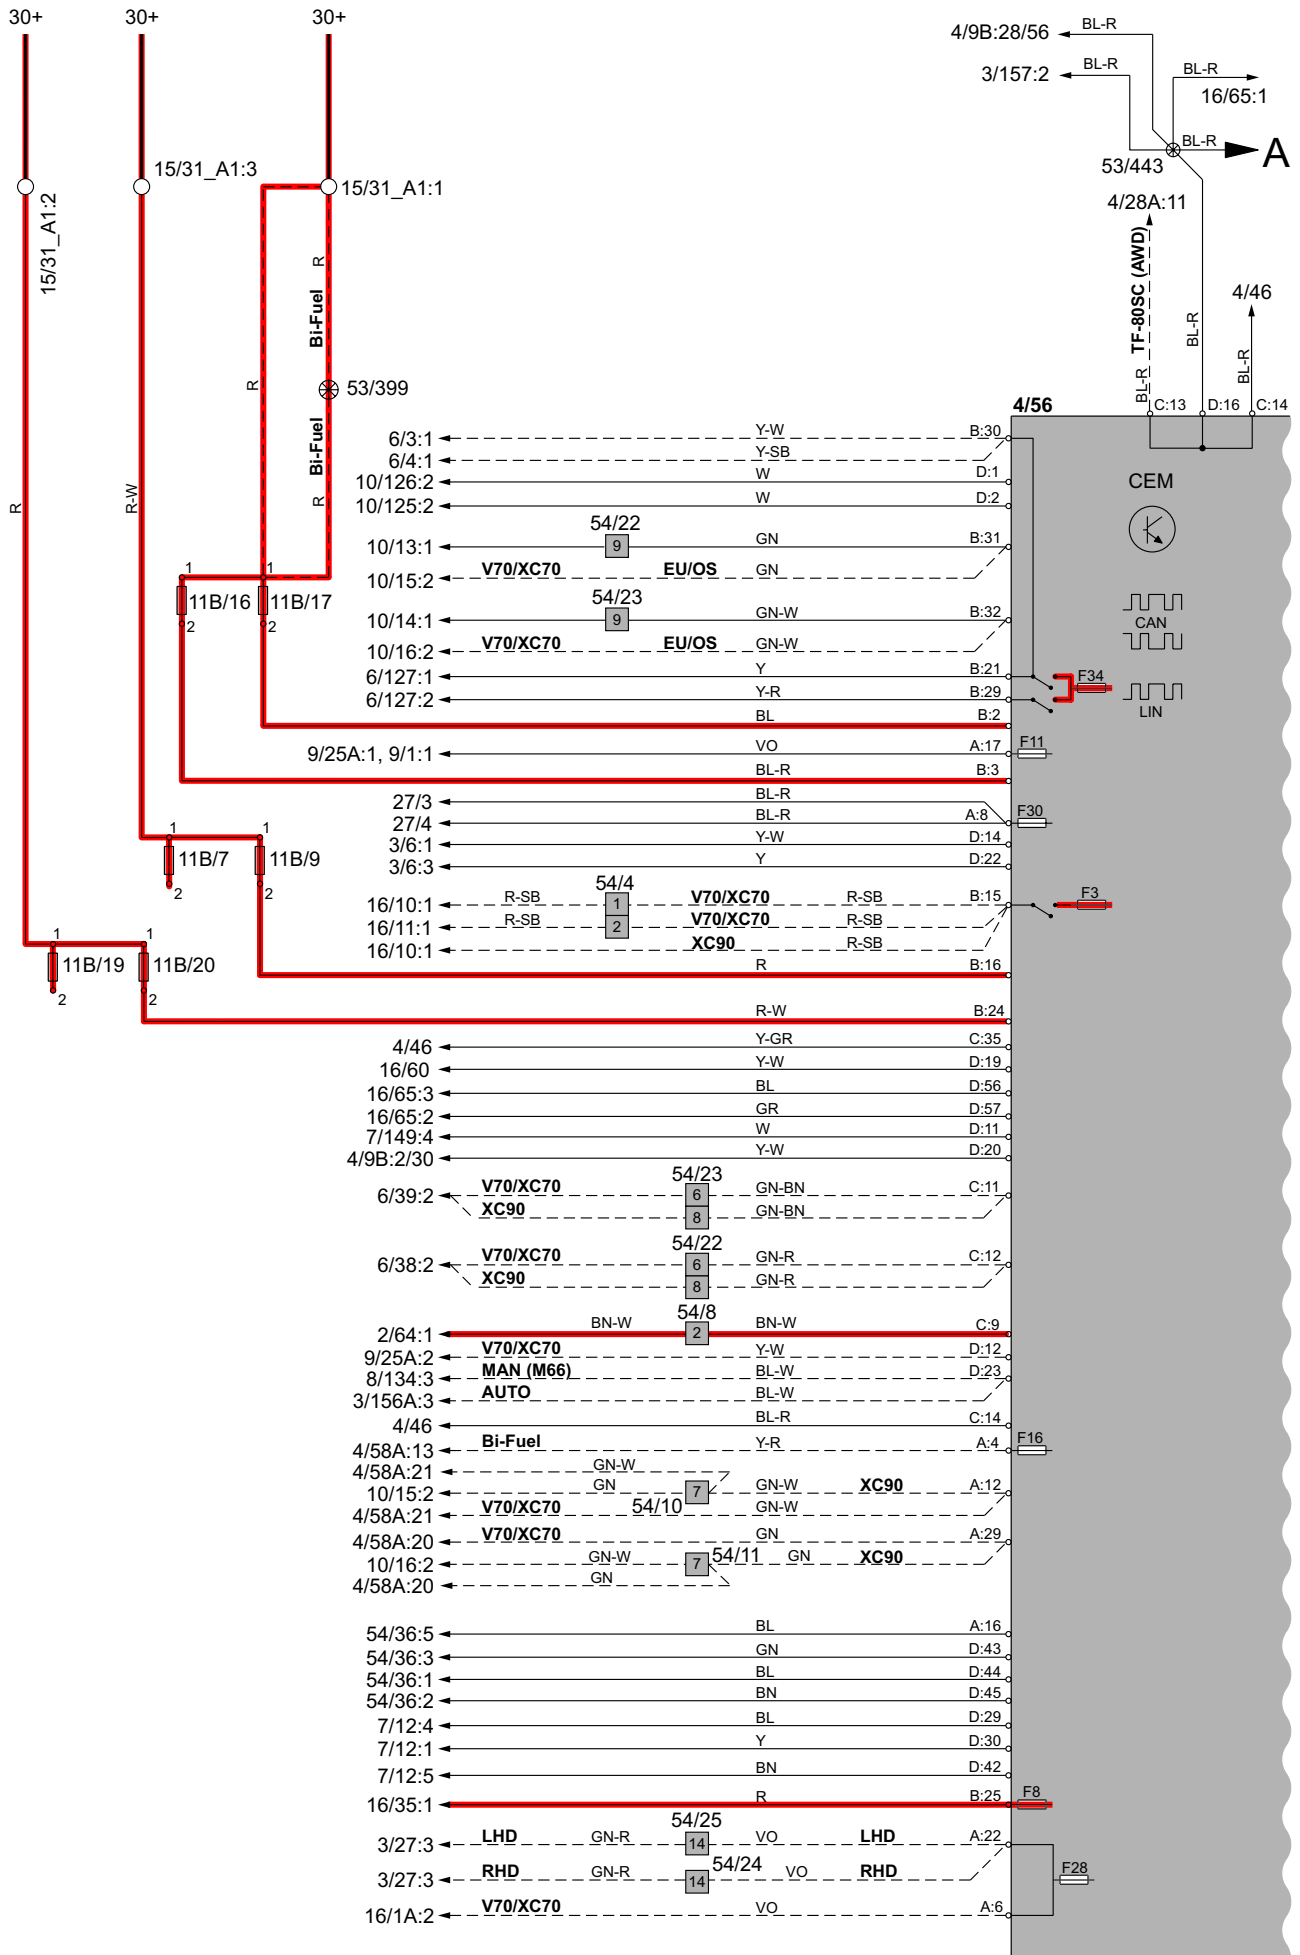 30+ 30+ 30+
4/9B:28/56 BL-R
3/157:2 BL-R BL-R
16/65:1
BL-R A
53/443
15/31_A1:3
15/31_A1:1
15/31_A1:2
4/28A:11
TF-80SC (AWD)
4/46
R
Bi-Fuel
BL-R
BL-R
BL-R
R
53/399
Bi-Fuel
R
R
R-W
4/56 C:13 D:16 C:14
CEM
CAN
LIN
6/3:1 Y-W B:30
6/4:1 Y-SB
10/126:2 W D:1
10/125:2 W D:2
54/22
10/13:1 9 GN B:31
10/15:2 V70/XC70 EU/OS GN
1 1
11B/16 11B/17
2 2
54/23
10/14:1 9 GN-W B:32
10/16:2 V70/XC70 EU/OS GN-W
6/127:1 Y B:21
F34
6/127:2 Y-R B:29
BL B:2
9/25A:1, 9/1:1 VO A:17 F11
BL-R B:3
27/3 BL-R
27/4 BL-R A:8 F30
3/6:1 Y-W D:14
3/6:3 Y D:22
1 1
11B/7 11B/9
2 2
54/4
16/10:1 R-SB 1 V70/XC70 R-SB B:15 F3
16/11:1 R-SB 2 V70/XC70 R-SB
16/10:1 XC90 R-SB
1 1
11B/19 11B/20
2 2
R B:16
R-W B:24
4/46 Y-GR C:35
16/60 Y-W D:19
16/65:3 BL D:56
16/65:2 GR D:57
7/149:4 W D:11
4/9B:2/30 Y-W D:20
54/23
6/39:2 V70/XC70 6 GN-BN C:11
XC90 8 GN-BN
54/22
6/38:2 V70/XC70 6 GN-R C:12
XC90 8 GN-R
54/8
2/64:1 BN-W 2 BN-W C:9
9/25A:2 V70/XC70 Y-W D:12
8/134:3 MAN (M66) BL-W D:23
3/156A:3 AUTO BL-W
4/46 BL-R C:14
4/58A:13 Bi-Fuel Y-R A:4 F16
4/58A:21 GN-W
10/15:2 GN 7 GN-W XC90 A:12
54/10
4/58A:21 V70/XC70 GN-W
4/58A:20 V70/XC70 GN A:29
10/16:2 GN-W 7 54/11 GN XC90
4/58A:20 GN
54/36:5 BL A:16
54/36:3 GN D:43
54/36:1 BL D:44
54/36:2 BN D:45
7/12:4 BL D:29
7/12:1 Y D:30
7/12:5 BN D:42
16/35:1 R B:25 F8
54/25
3/27:3 LHD GN-R 14 VO LHD A:22
54/24
3/27:3 RHD GN-R 14 VO RHD F28
16/1A:2 V70/XC70 VO A:6